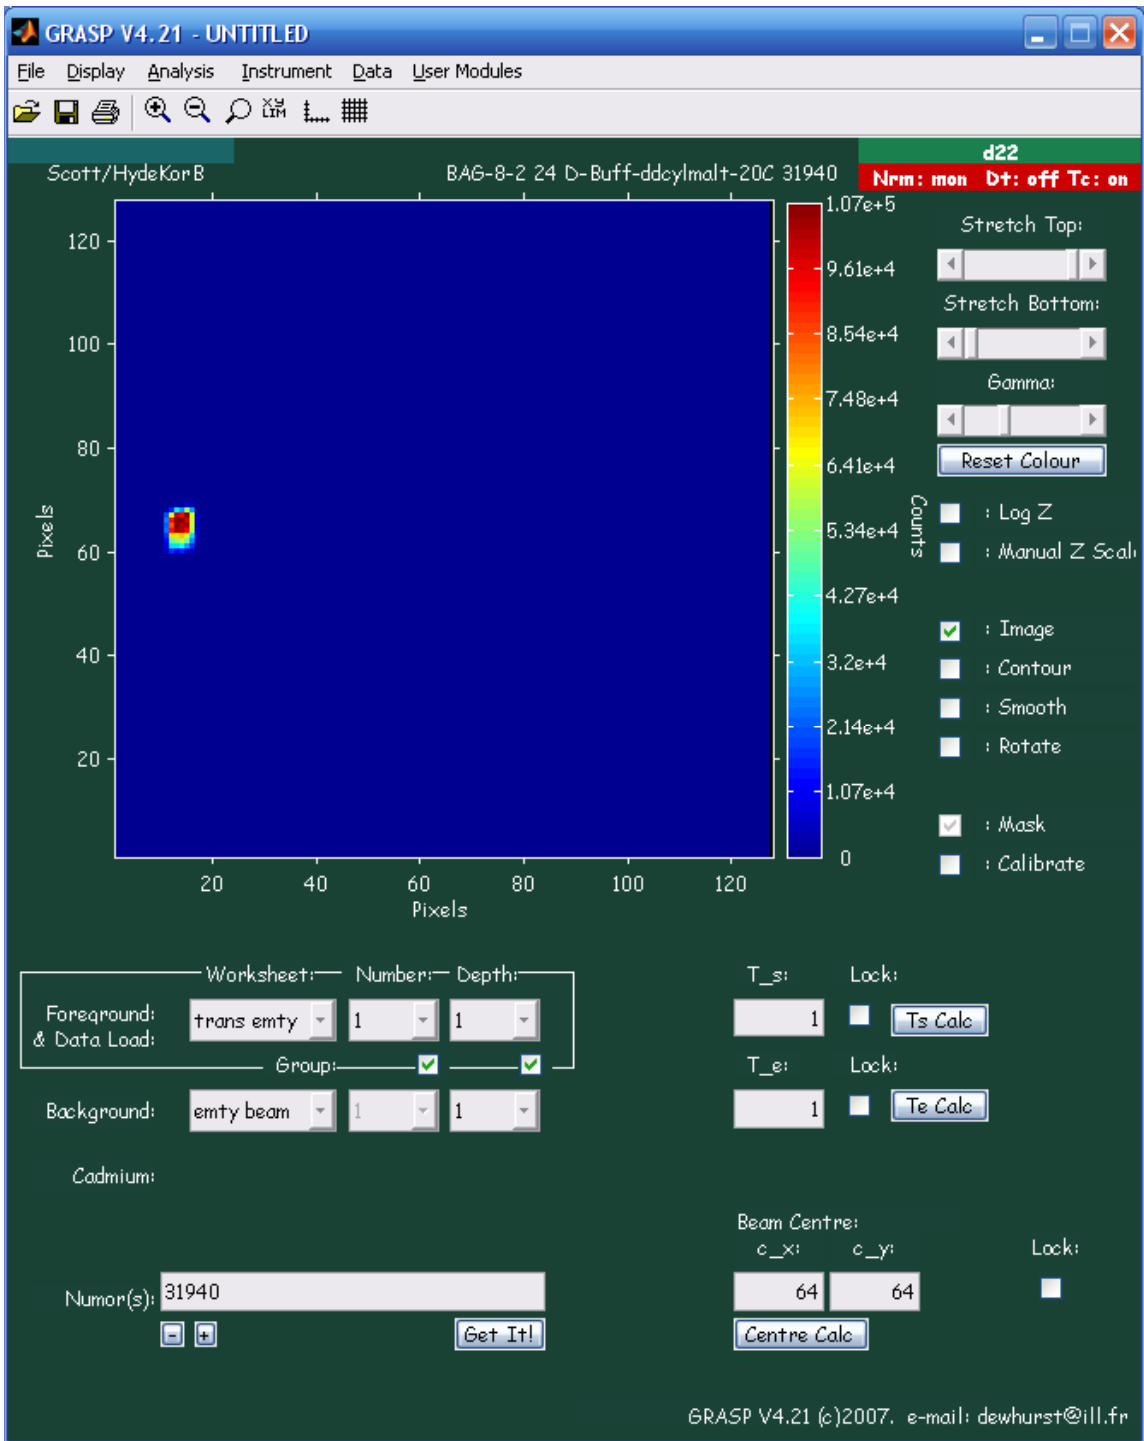 GRASP V4.21 - UNTITLED
File Display Analysis Instrument Data User Modules
XY LIM
d22
Scott/HydeKorB
BAG-8-2 24 D-Buff-ddcylmalt-20C 31940
Nrm: mon Dt: off Tc: on
120
100
80
60
40
20
Pixels
20 40 60 80 100 120
Pixels
1.07e+5
9.61e+4
8.54e+4
7.48e+4
6.41e+4
5.34e+4
4.27e+4
3.2e+4
2.14e+4
1.07e+4
0
Counts
Stretch Top:
Stretch Bottom:
Gamma:
Reset Colour
: Log Z
: Manual Z Scal
: Image
: Contour
: Smooth
: Rotate
: Mask
: Calibrate
Worksheet: Number: Depth:
Foreground:
& Data Load:
trans emty 1 1
Group:
Background: emty beam 1 1
Cadmium:
Numor(s): 31940
- + Get It!
T_s: Lock:
1 Ts Calc
T_e: Lock:
1 Te Calc
Beam Centre:
c_x: c_y: Lock:
64 64
Centre Calc
GRASP V4.21 (c)2007. e-mail: dewhurst@ill.fr